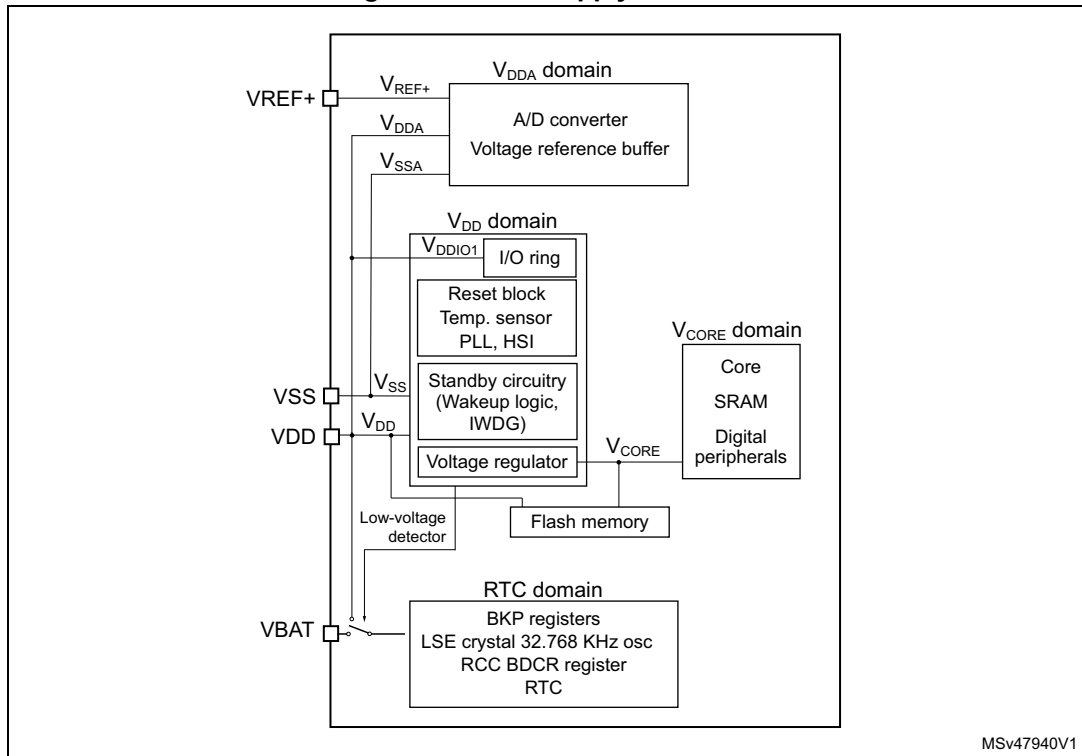 VREF+
VREF+
VDDA domain
A/D converter
Voltage reference buffer
VDDA
VSSA
VDD domain
VDDIO1
I/O ring
Reset block
Temp. sensor
PLL, HSI
VCORE domain
Core
SRAM
Digital
peripherals
VSS
VSS
Standby circuitry
(Wakeup logic,
IWDG)
VDD
VDD
Voltage regulator
VCORE
Flash memory
Low-voltage
detector
RTC domain
VBAT
BKP registers
LSE crystal 32.768 KHz osc
RCC BDCR register
RTC
MSv47940V1